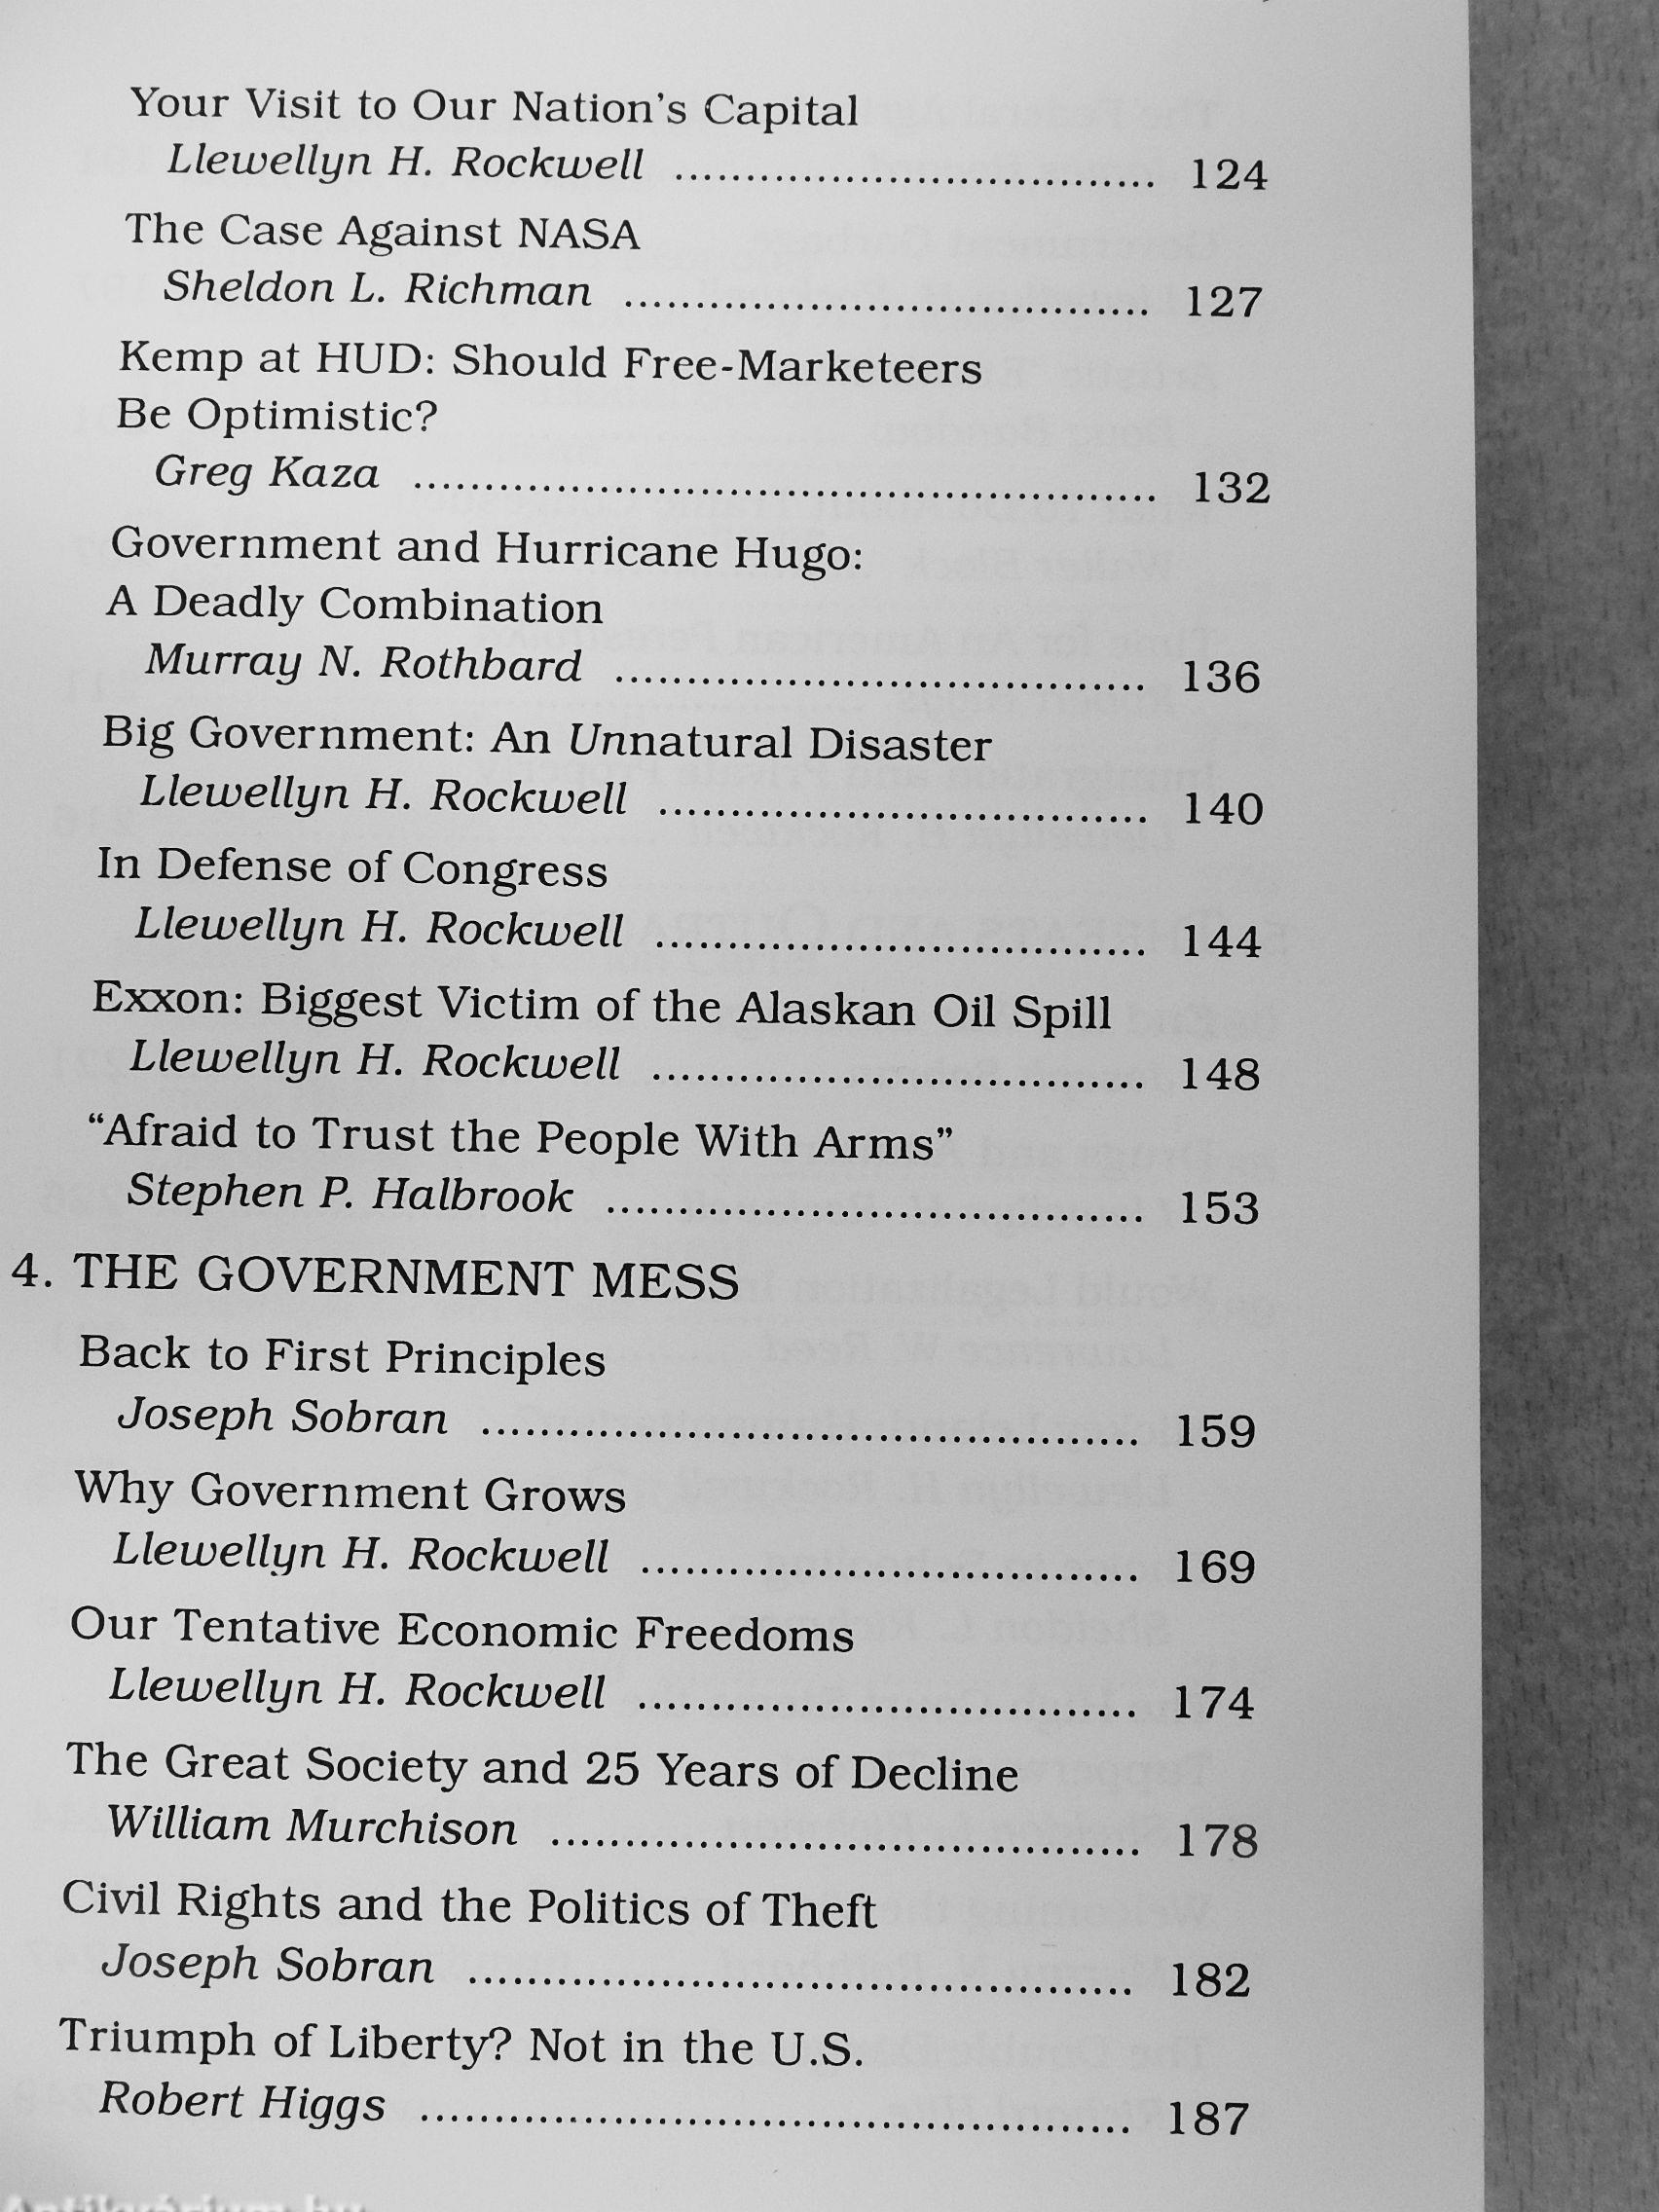 Your Visit to Our Nation's Capital
Llewellyn H. Rockwell .................................. 124
The Case Against NASA
Sheldon L. Richman ..................................... 127
Kemp at HUD: Should Free-Marketeers
Be Optimistic?
Greg Kaza .................................................... 132
Government and Hurricane Hugo:
A Deadly Combination
Murray N. Rothbard ..................................... 136
Big Government: An Unnatural Disaster
Llewellyn H. Rockwell .................................. 140
In Defense of Congress
Llewellyn H. Rockwell .................................. 144
Exxon: Biggest Victim of the Alaskan Oil Spill
Llewellyn H. Rockwell .................................. 148
“Afraid to Trust the People With Arms”
Stephen P. Halbrook ..................................... 153
4. THE GOVERNMENT MESS
Back to First Principles
Joseph Sobran ............................................. 159
Why Government Grows
Llewellyn H. Rockwell .................................. 169
Our Tentative Economic Freedoms
Llewellyn H. Rockwell .................................. 174
The Great Society and 25 Years of Decline
William Murchison ........................................ 178
Civil Rights and the Politics of Theft
Joseph Sobran ............................................. 182
Triumph of Liberty? Not in the U.S.
Robert Higgs ................................................ 187